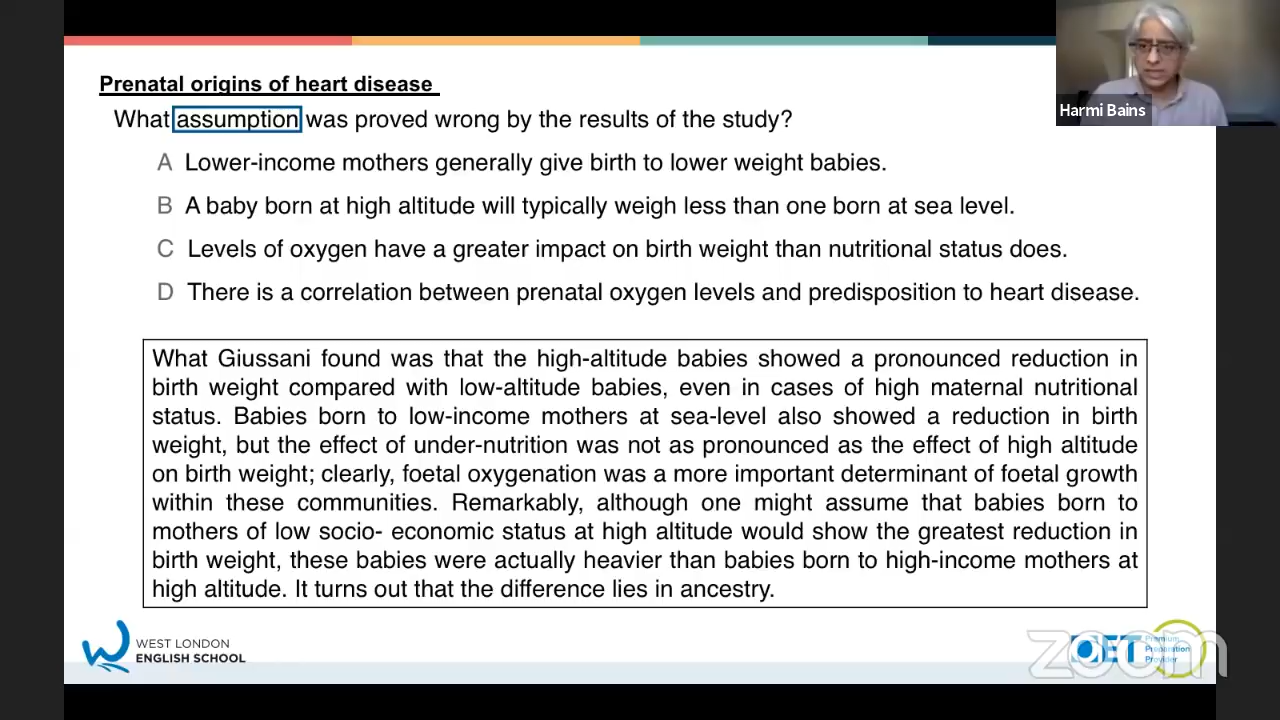 Harmi Bains
Prenatal origins of heart disease
What assumption was proved wrong by the results of the study?
A Lower-income mothers generally give birth to lower weight babies.
B A baby born at high altitude will typically weigh less than one born at sea level.
C Levels of oxygen have a greater impact on birth weight than nutritional status does.
D There is a correlation between prenatal oxygen levels and predisposition to heart disease.
What Giussani found was that the high-altitude babies showed a pronounced reduction in
birth weight compared with low-altitude babies, even in cases of high maternal nutritional
status. Babies born to low-income mothers at sea-level also showed a reduction in birth
weight, but the effect of under-nutrition was not as pronounced as the effect of high altitude
on birth weight; clearly, foetal oxygenation was a more important determinant of foetal growth
within these communities. Remarkably, although one might assume that babies born to
mothers of low socio- economic status at high altitude would show the greatest reduction in
birth weight, these babies were actually heavier than babies born to high-income mothers at
high altitude. It turns out that the difference lies in ancestry.
WEST LONDON
ENGLISH SCHOOL
OET
Premium
Preparation
Provider
zoom